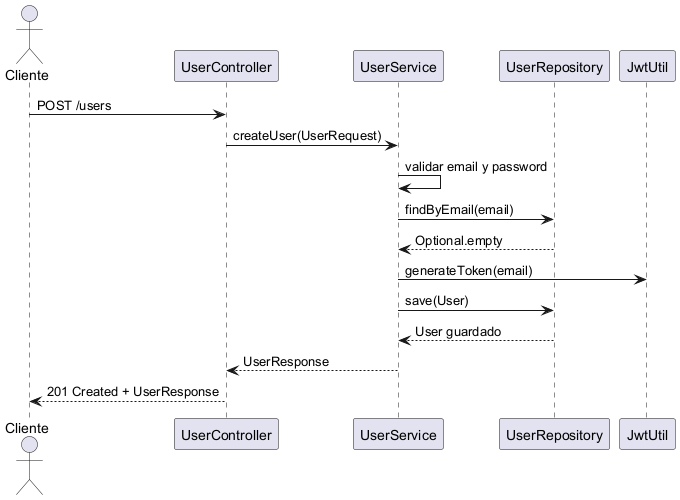 Cliente
UserController
UserService
UserRepository
JwtUtil
POST /users
createUser(UserRequest)
validar email y password
findByEmail(email)
Optional.empty
generateToken(email)
save(User)
User guardado
UserResponse
201 Created + UserResponse
Cliente
UserController
UserService
UserRepository
JwtUtil